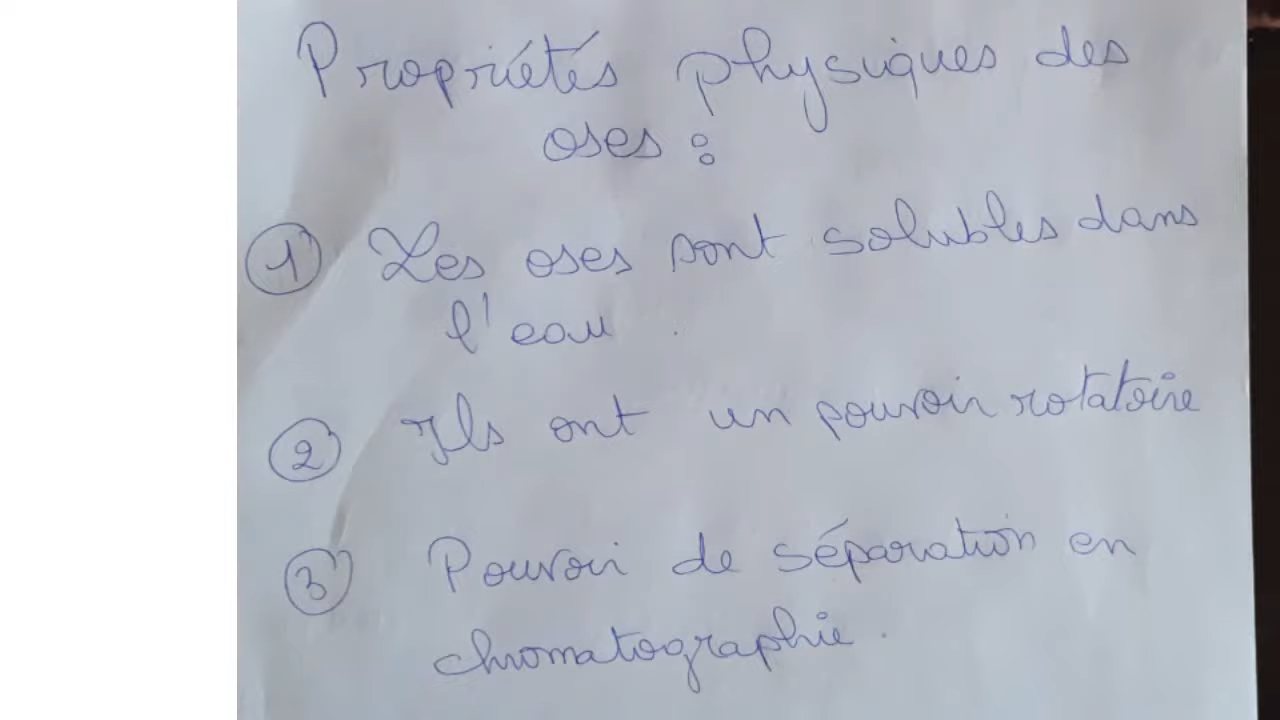 Propriétés physiques des
oses :
① Les oses sont solubles dans
l'eau .
② Ils ont un pouvoir rotatoire
③ Pouvoir de séparation en
chromatographie .